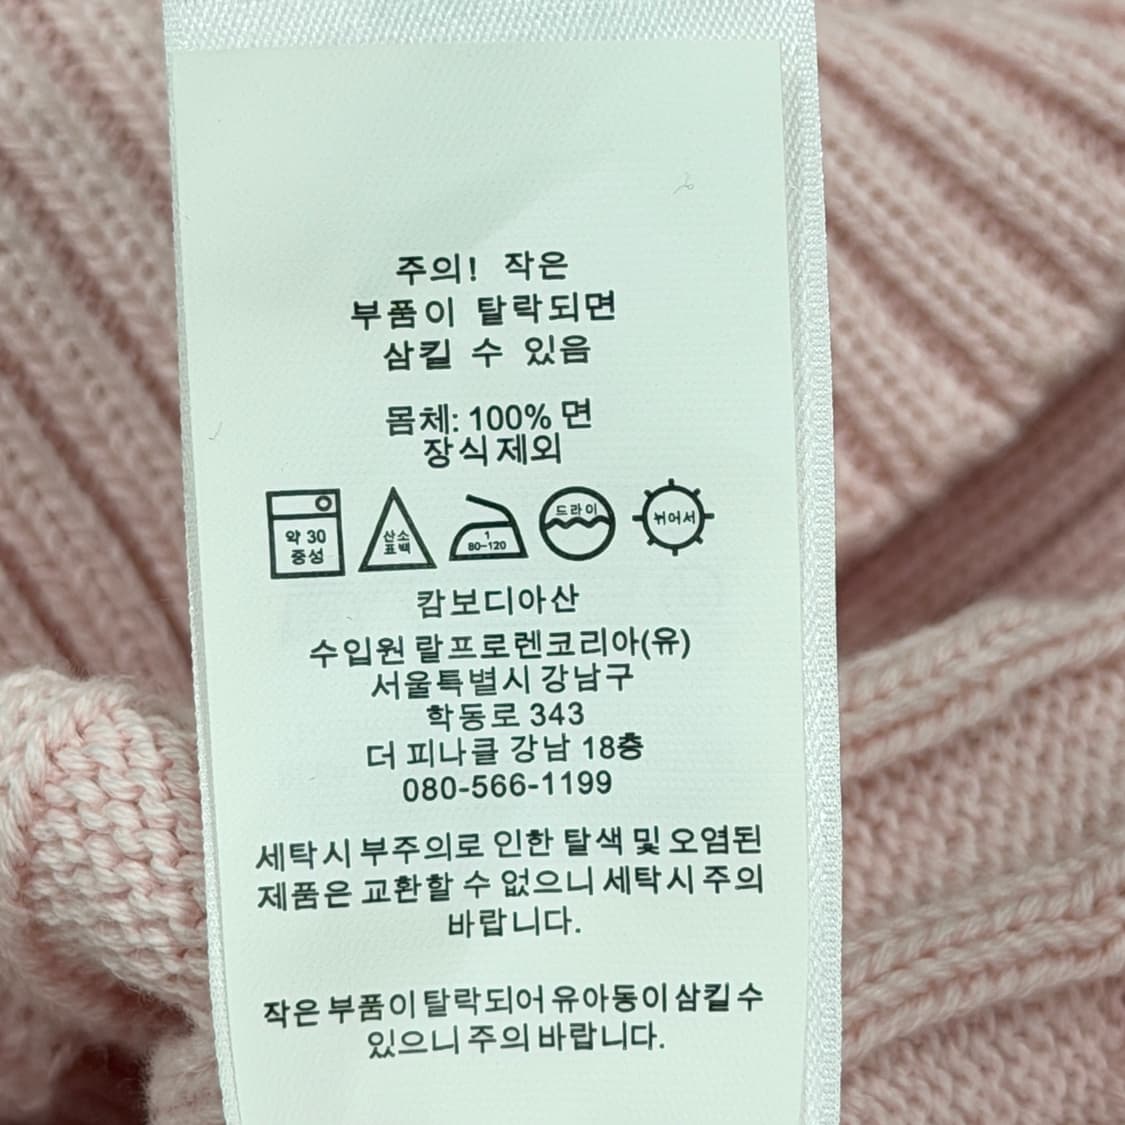 주의! 작은
부품이 탈락되면
삼킬 수 있음
몸체: 100% 면
장식제외
약 30
중성
산소
표백
1
80-120
드라이
뉘어서
캄보디아산
수입원 랄프로렌코리아(유)
서울특별시 강남구
학동로 343
더 피나클 강남 18층
080-566-1199
세탁시 부주의로 인한 탈색 및 오염된
제품은 교환할 수 없으니 세탁시 주의
바랍니다.
작은 부품이 탈락되어 유아동이 삼킬 수
있으니 주의 바랍니다.